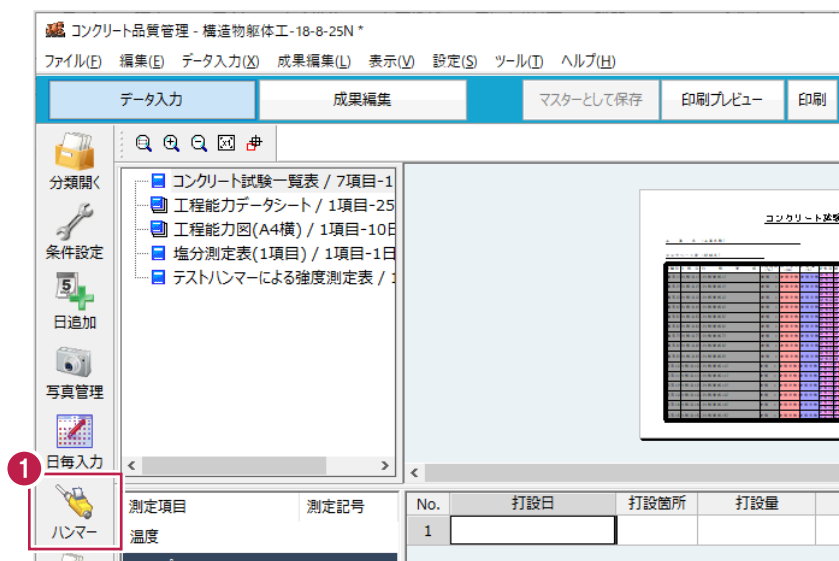 コンクリート品質管理 - 構造物躯体工-18-8-25N *
ファイル(F) 編集(E) データ入力(X) 成果編集(L) 表示(V) 設定(S) ツール(T) ヘルプ(H)
データ入力 成果編集 マスターとして保存 印刷プレビュー 印刷
分類開く
条件設定
5
日追加
写真管理
日毎入力
1
ハンマー
コンクリート試験一覧表 / 7項目-1
工程能力データシート / 1項目-25
工程能力図(A4横) / 1項目-10日
塩分測定表(1項目) / 1項目-1日
テストハンマーによる強度測定表 / 1
コンクリート試験
測定項目 測定記号
温度
No. 打設日 打設箇所 打設量
1